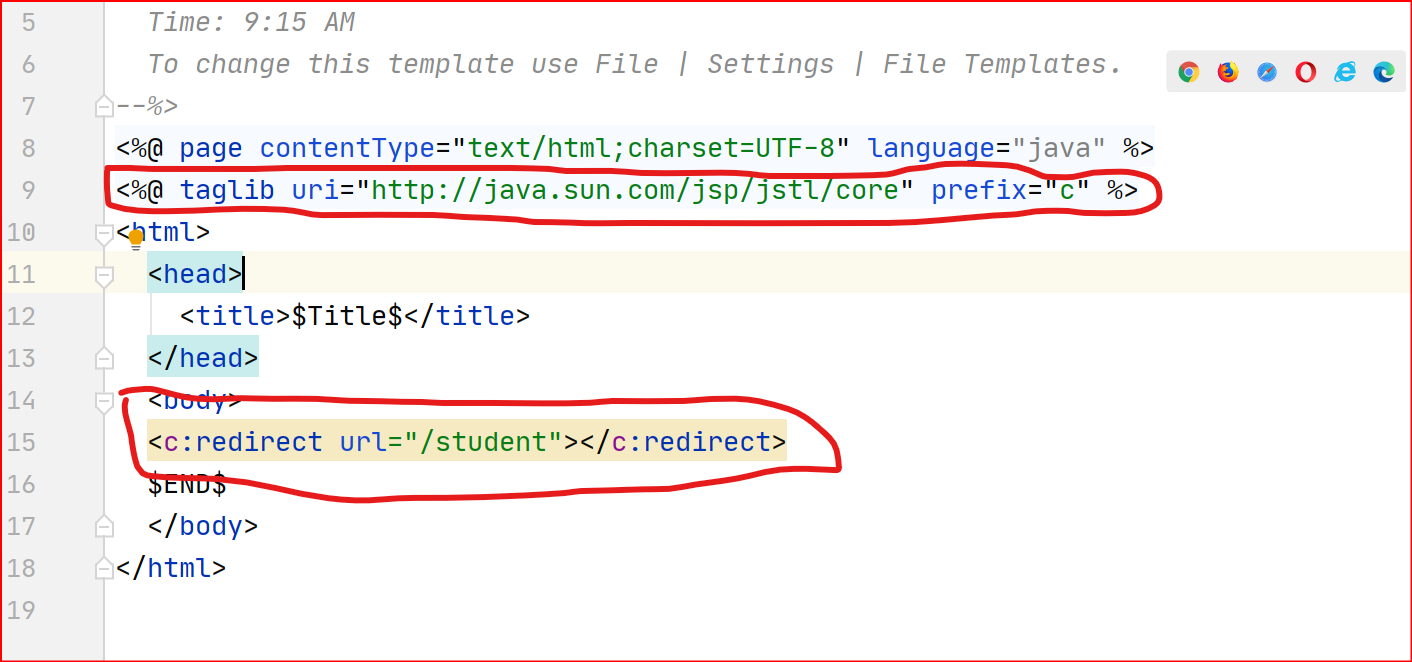 5 Time: 9:15 AM
6 To change this template use File | Settings | File Templates.
7 --%>
8 <%@ page contentType="text/html;charset=UTF-8" language="java" %>
9 <%@ taglib uri="http://java.sun.com/jsp/jstl/core" prefix="c" %>
10 <html>
11 <head>
12 <title>$Title$</title>
13 </head>
14 <body>
15 <c:redirect url="/student"></c:redirect>
16 $END$
17 </body>
18 </html>
19